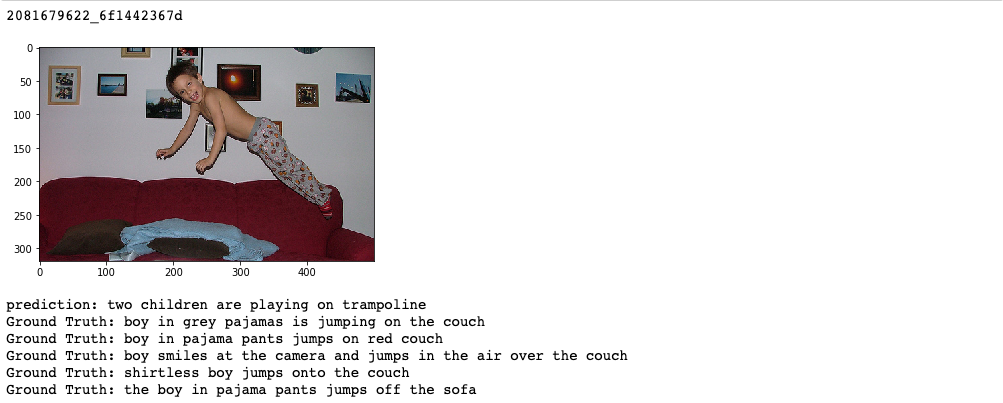 2081679622_6f1442367d
0
50
100
150
200
250
300
0 100 200 300 400
prediction: two children are playing on trampoline
Ground Truth: boy in grey pajamas is jumping on the couch
Ground Truth: boy in pajama pants jumps on red couch
Ground Truth: boy smiles at the camera and jumps in the air over the couch
Ground Truth: shirtless boy jumps onto the couch
Ground Truth: the boy in pajama pants jumps off the sofa